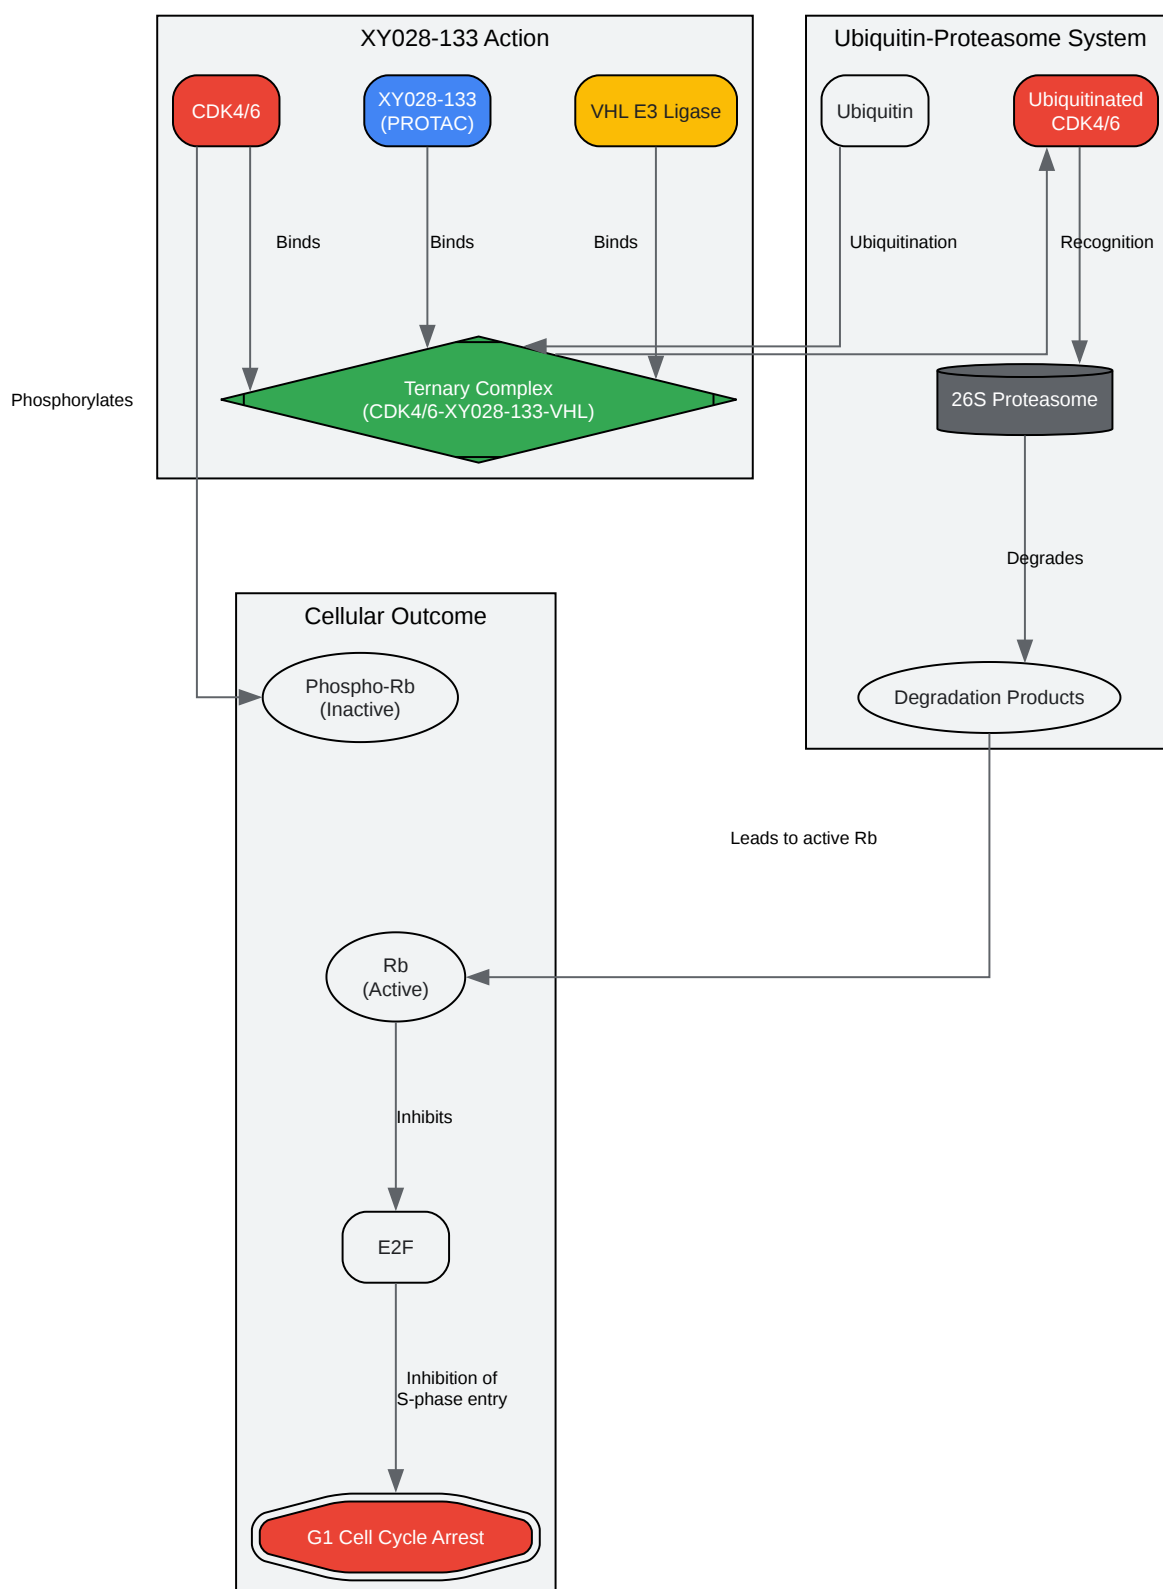 XY028-133 Action
Ubiquitin-Proteasome System
CDK4/6
XY028-133
(PROTAC)
VHL E3 Ligase
Ubiquitin
Ubiquitinated
CDK4/6
Binds
Binds
Binds
Ubiquitination
Recognition
Phosphorylates
Ternary Complex
(CDK4/6-XY028-133-VHL)
26S Proteasome
Degrades
Cellular Outcome
Phospho-Rb
(Inactive)
Degradation Products
Leads to active Rb
Rb
(Active)
Inhibits
E2F
Inhibition of
S-phase entry
G1 Cell Cycle Arrest